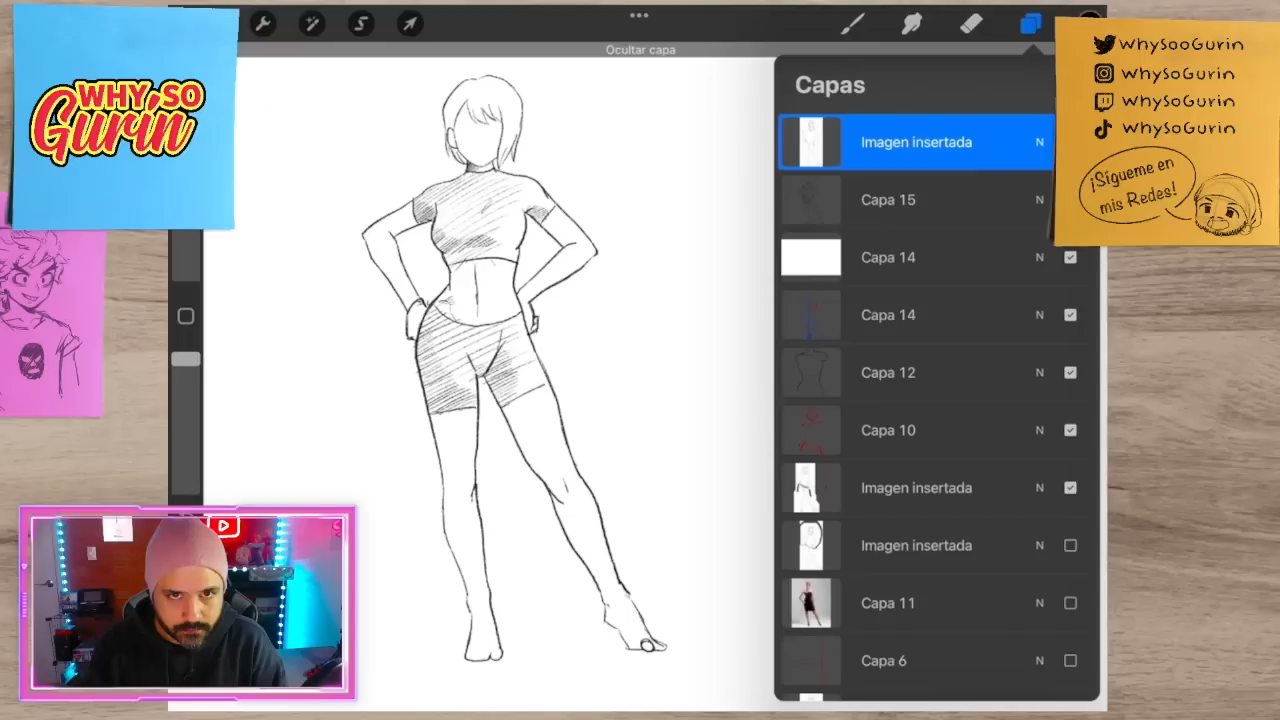 WHY SO
Gurin
Ocultar capa
Capas
Imagen insertada N
Capa 15 N
Capa 14 N
Capa 14 N
Capa 12 N
Capa 10 N
Imagen insertada N
Imagen insertada N
Capa 11 N
Capa 6 N
WhySooGurin
WhySoGurin
WhySoGurin
WhySoGurin
¡Sígueme en
mis Redes!